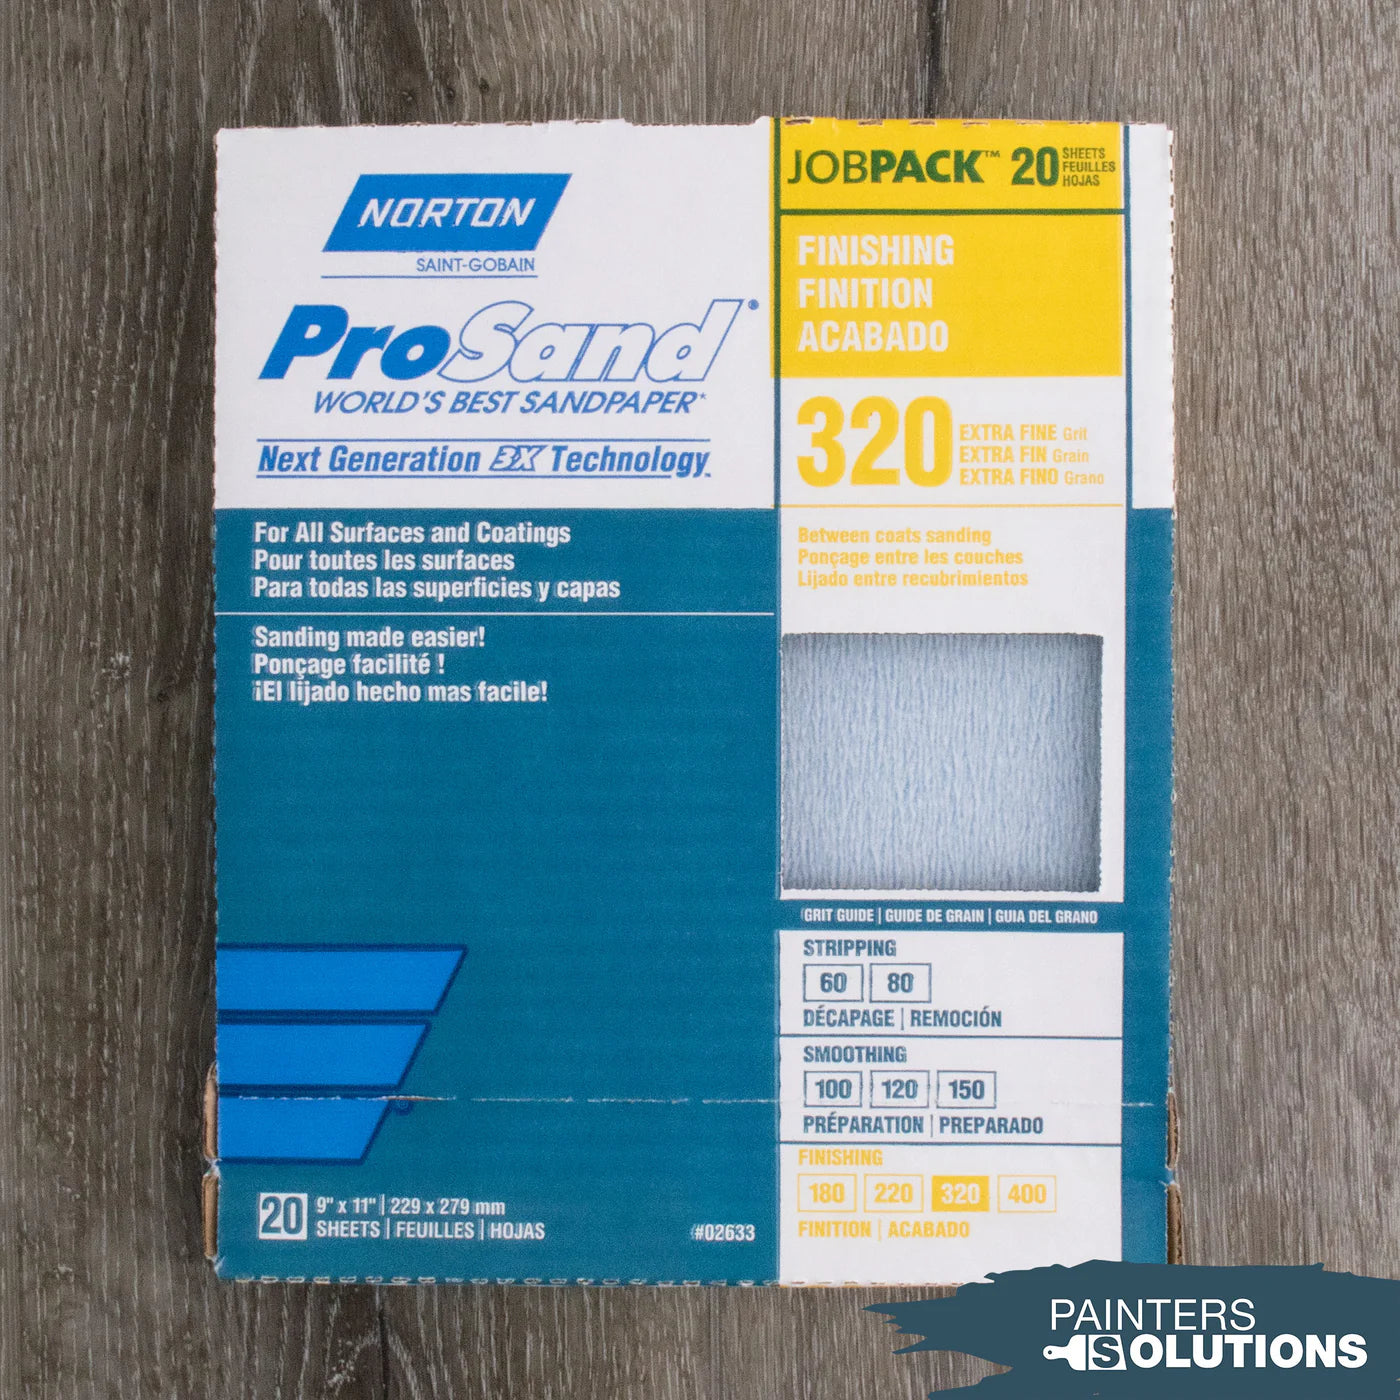 NORTON
SAINT-GOBAIN
ProSand®
WORLD'S BEST SANDPAPER*
Next Generation 3X Technology™
For All Surfaces and Coatings
Pour toutes les surfaces
Para todas las superficies y capas
Sanding made easier!
Ponçage facilité !
¡El lijado hecho mas facile!
20
9" x 11" | 229 x 279 mm
SHEETS | FEUILLES | HOJAS
#02633
JOBPACK™ 20
SHEETS
FEUILLES
HOJAS
FINISHING
FINITION
ACABADO
320
EXTRA FINE Grit
EXTRA FIN Grain
EXTRA FINO Grano
Between coats sanding
Ponçage entre les couches
Lijado entre recubrimientos
GRIT GUIDE | GUIDE DE GRAIN | GUIA DEL GRANO
STRIPPING
60 80
DÉCAPAGE | REMOCIÓN
SMOOTHING
100 120 150
PRÉPARATION | PREPARADO
FINISHING
180 220 320 400
FINITION | ACABADO
PAINTERS
SOLUTIONS